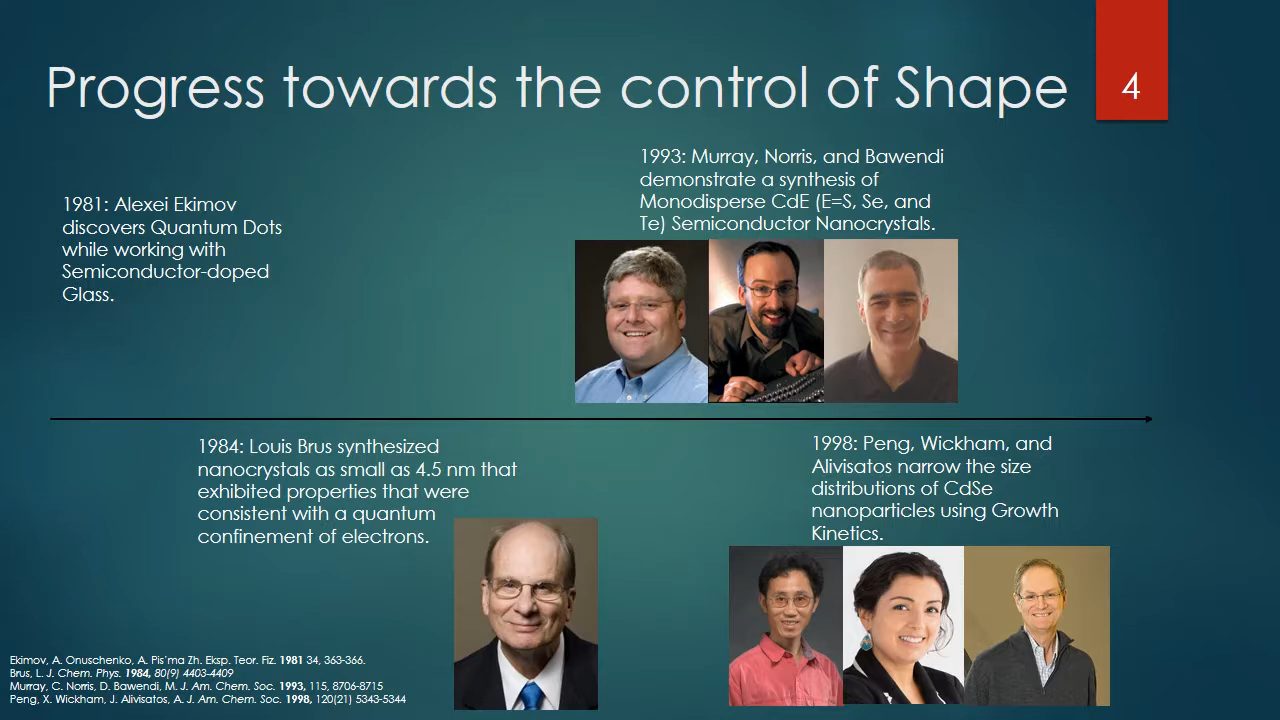 Progress towards the control of Shape
4
1981: Alexei Ekimov
discovers Quantum Dots
while working with
Semiconductor-doped
Glass.
1993: Murray, Norris, and Bawendi
demonstrate a synthesis of
Monodisperse CdE (E=S, Se, and
Te) Semiconductor Nanocrystals.
1984: Louis Brus synthesized
nanocrystals as small as 4.5 nm that
exhibited properties that were
consistent with a quantum
confinement of electrons.
1998: Peng, Wickham, and
Alivisatos narrow the size
distributions of CdSe
nanoparticles using Growth
Kinetics.
Ekimov, A. Onuschenko, A. Pis'ma Zh. Eksp. Teor. Fiz. 1981 34, 363-366.
Brus, L. J. Chem. Phys. 1984, 80(9) 4403-4409
Murray, C. Norris, D. Bawendi, M. J. Am. Chem. Soc. 1993, 115, 8706-8715
Peng, X. Wickham, J. Alivisatos, A. J. Am. Chem. Soc. 1998, 120(21) 5343-5344